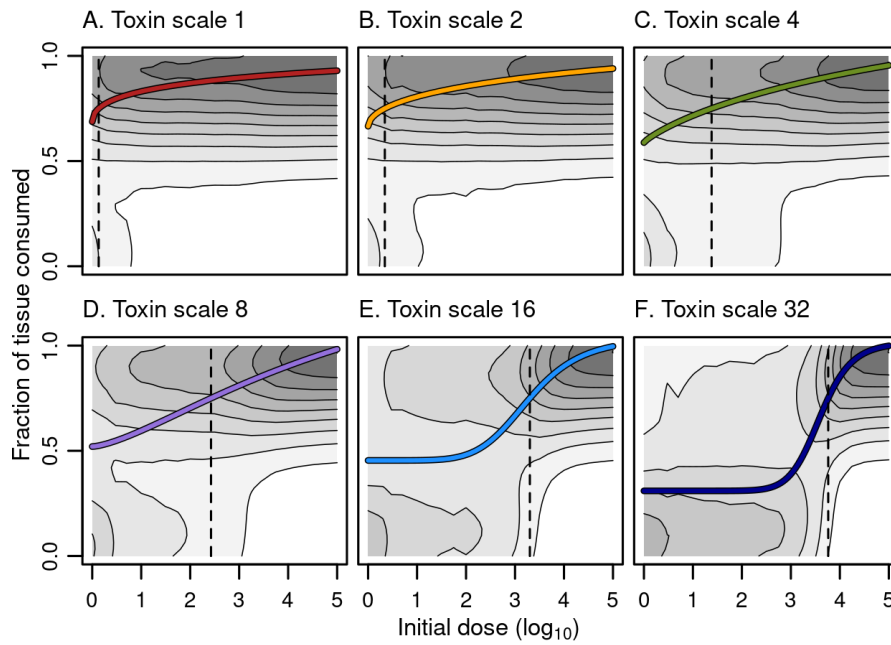 A. Toxin scale 1
B. Toxin scale 2
C. Toxin scale 4
1.0
0.5
0.0
D. Toxin scale 8
E. Toxin scale 16
F. Toxin scale 32
1.0
0.5
0.0
Fraction of tissue consumed
0 1 2 3 4 5
0 1 2 3 4 5
0 1 2 3 4 5
Initial dose (log₁₀)